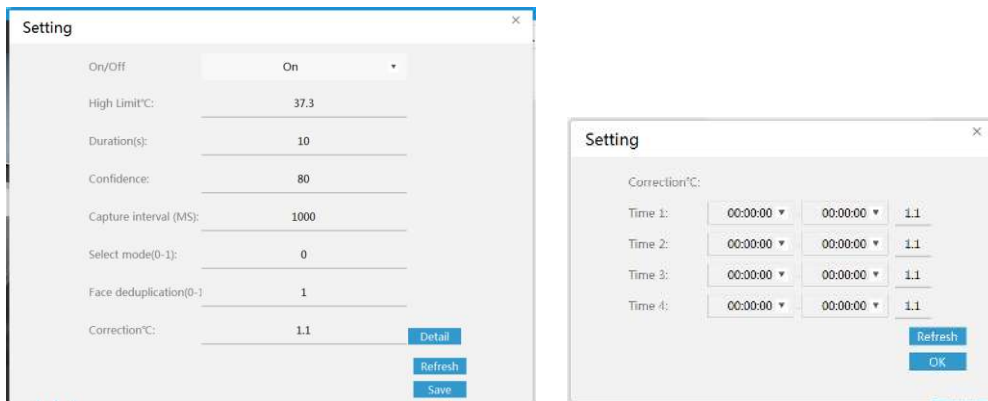 Setting
×
On/Off On
High Limit℃: 37.3
Duration(s): 10
Confidence: 80
Capture interval (MS): 1000
Select mode(0-1): 0
Face deduplication(0-1
Correction℃: 1.1
Detail
Refresh
Save
Setting
×
Correction℃:
Time 1: 00:00:00 00:00:00 1.1
Time 2: 00:00:00 00:00:00 1.1
Time 3: 00:00:00 00:00:00 1.1
Time 4: 00:00:00 00:00:00 1.1
Refresh
OK